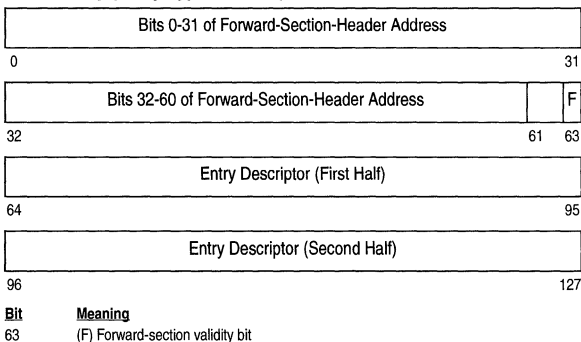 Bits 0-31 of Forward-Section-Header Address
0 31
Bits 32-60 of Forward-Section-Header Address F
32 61 63
Entry Descriptor (First Half)
64 95
Entry Descriptor (Second Half)
96 127
Bit Meaning
63 (F) Forward-section validity bit